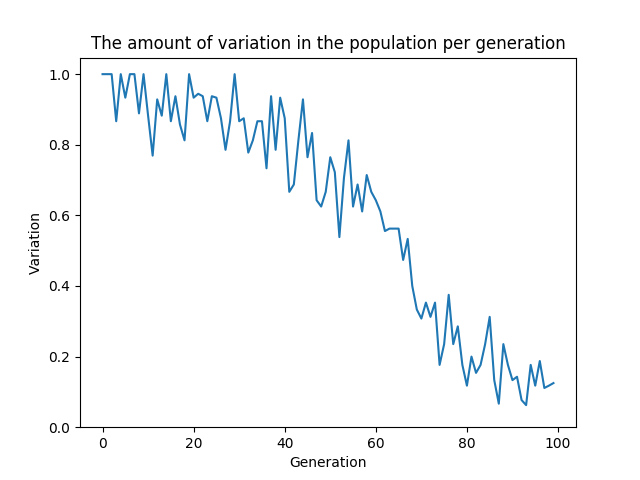 The amount of variation in the population per generation
1.0
0.8
0.6
0.4
0.2
0.0
Variation
0 20 40 60 80 100
Generation